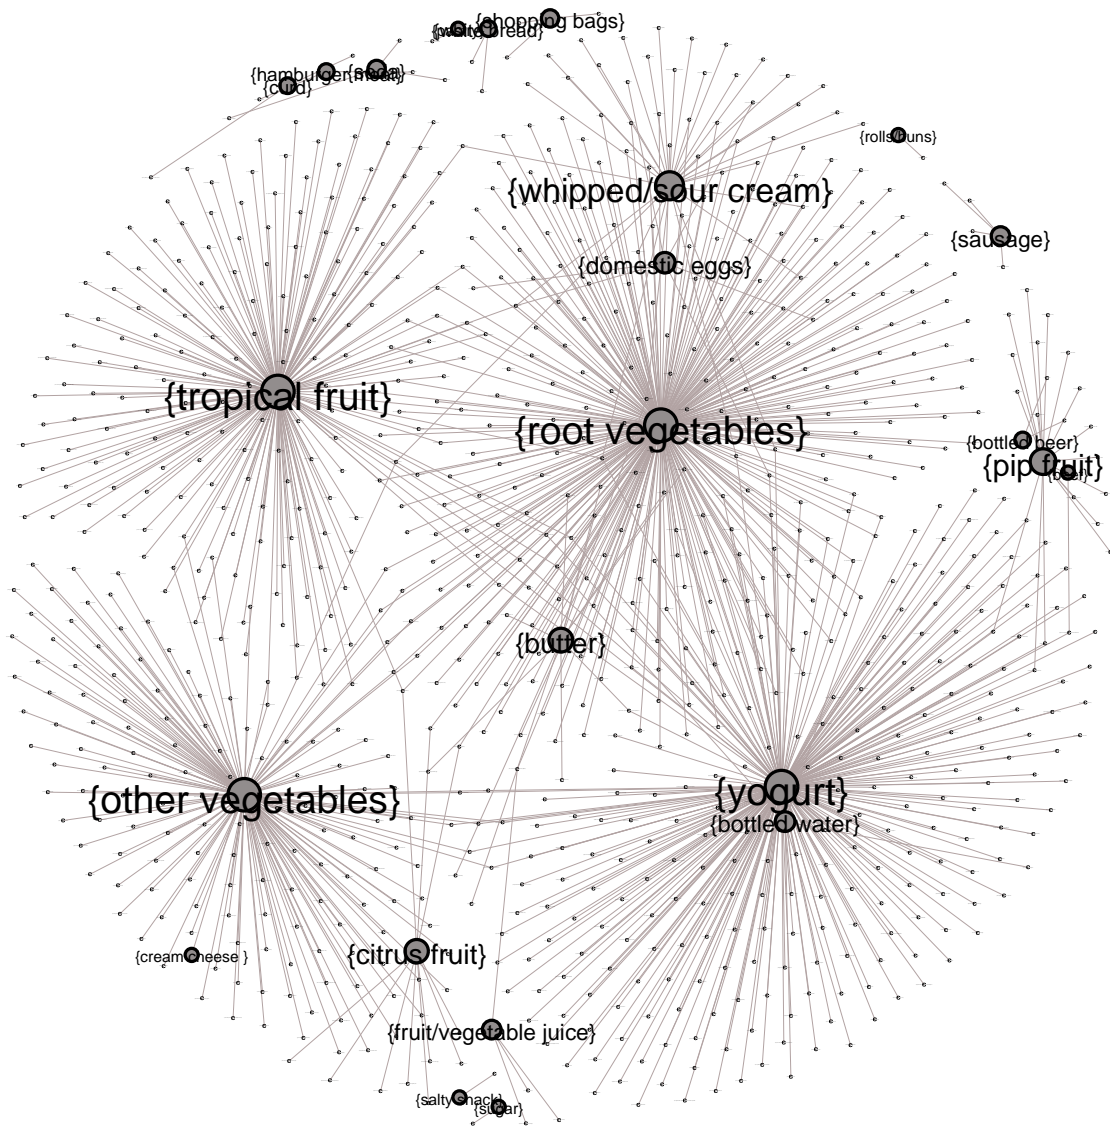 {shopping bags}
{white bread}
{soda}
{hamburger meat}
{curd}
{rolls/buns}
{whipped/sour cream}
{sausage}
{domestic eggs}
{tropical fruit}
{root vegetables}
{bottled beer}
{pip fruit}
{beef}
{butter}
{yogurt}
{other vegetables}
{bottled water}
{citrus fruit}
{cream cheese }
{fruit/vegetable juice}
{salty snack}
{sugar}